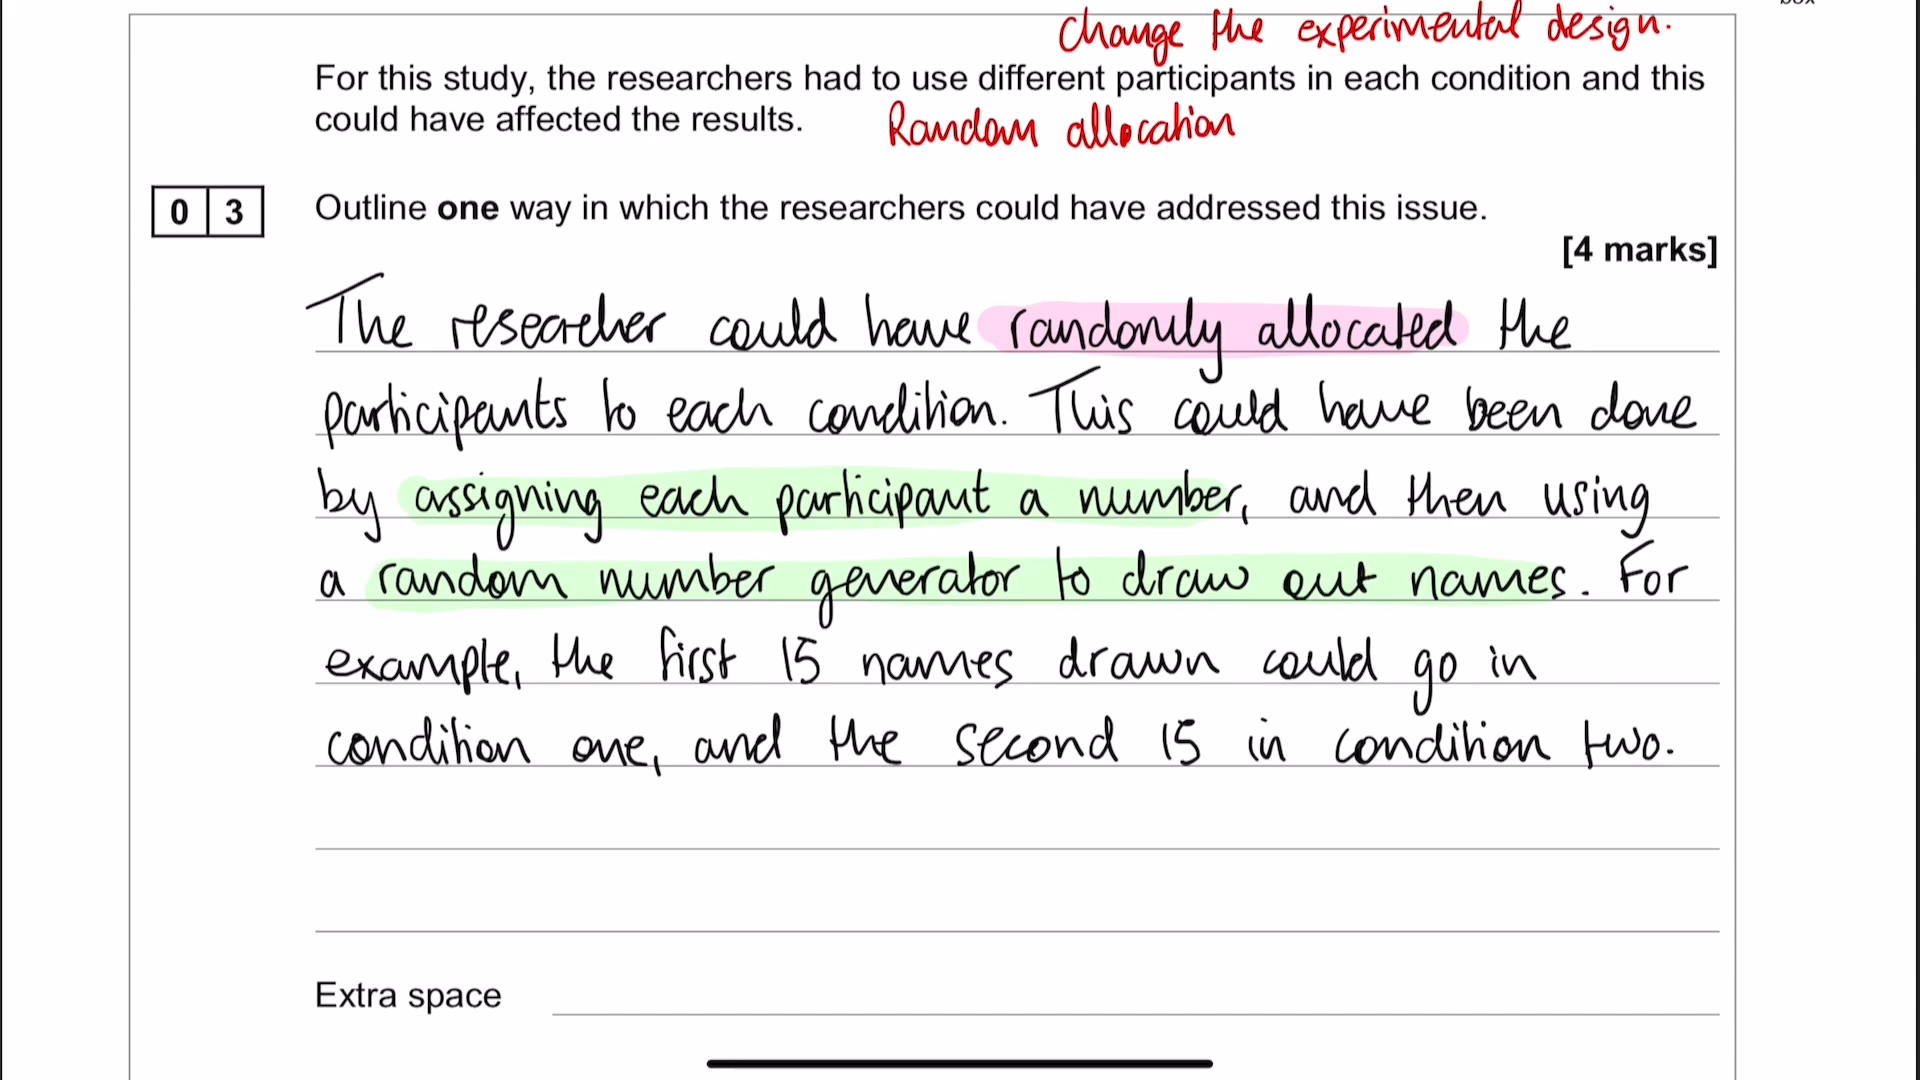 box
change the experimental design.
For this study, the researchers had to use different participants in each condition and this
could have affected the results.
Random allocation
0 3
Outline one way in which the researchers could have addressed this issue.
[4 marks]
The researcher could have randomly allocated the
participants to each condition. This could have been done
by assigning each participant a number, and then using
a random number generator to draw out names. For
example, the first 15 names drawn could go in
condition one, and the second 15 in condition two.
Extra space